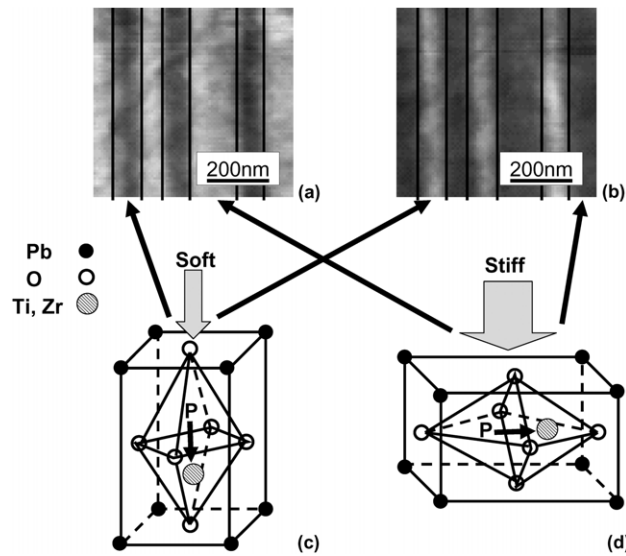 200nm
(a)
200nm
(b)
Pb
O
Ti, Zr
Soft
Stiff
P
(c)
P
(d)